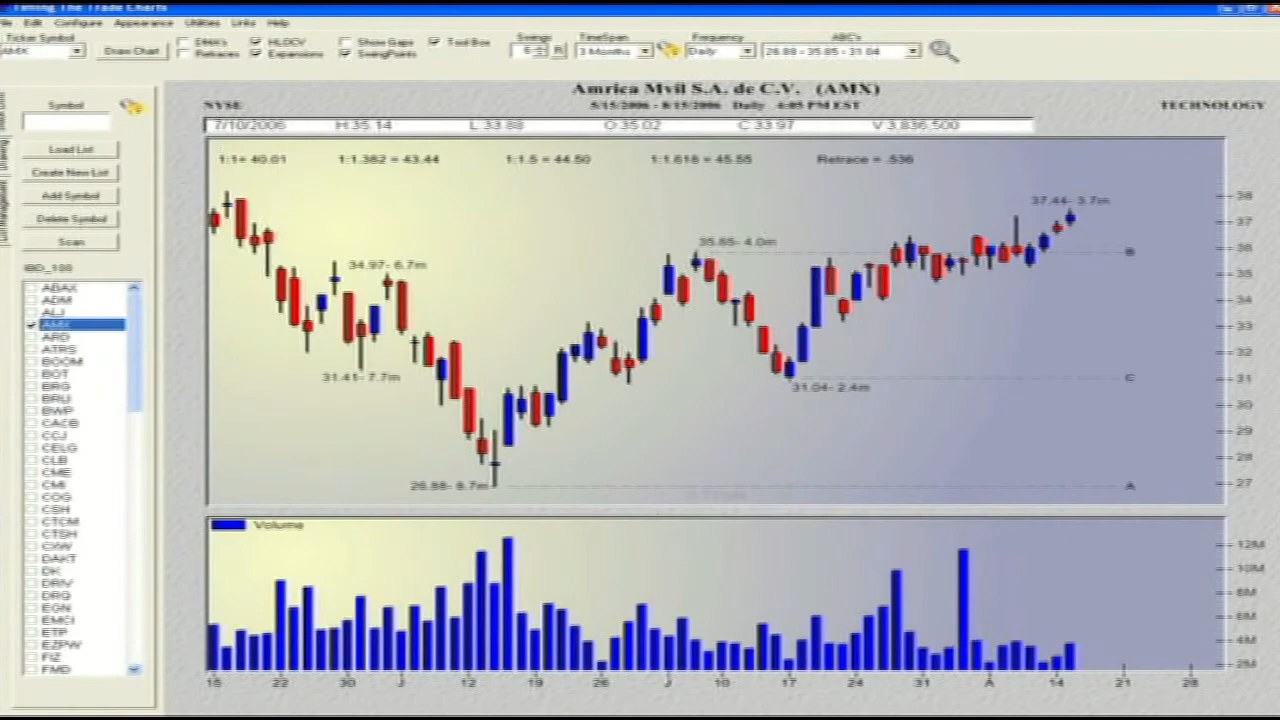 Timing The Trade Charts
File Edit Configure Appearance Utilities Links Help
Ticker Symbol
AMX
Draw Chart
DMA's
HLOCV
Show Gaps
Tool Box
Retraces
Expansions
SwingPoints
Swings
6
R
TimeSpan
3 Months
Frequency
Daily
ABC's
26.88 - 35.85 - 31.04
Amrica Mvil S.A. de C.V. (AMX)
NYSE
5/15/2006 - 8/15/2006 Daily 4:05 PM EST
TECHNOLOGY
7/10/2006 H 35.14 L 33.88 O 35.02 C 33.97 V 3,836,500
1:1= 40.01 1:1.382 = 43.44 1:1.5 = 44.50 1:1.618 = 45.55 Retrace = .536
Symbol
Load List
Create New List
Add Symbol
Delete Symbol
Scan
IBD_100
ABAX
ADM
ALJ
AMX
ARD
ATRS
BOOM
BOT
BRG
BRU
BWP
CACB
CCJ
CELG
CLB
CME
CMI
COG
CSH
CTCM
CTSH
CXW
DAKT
DK
DRIV
DRQ
EGN
EMCI
ETP
EZPW
FIZ
FMD
37.44- 3.7m
35.85- 4.0m
34.97- 6.7m
31.41- 7.7m
31.04- 2.4m
B
C
A
38
37
36
35
34
33
32
31
30
29
28
27
Volume
12M
10M
8M
6M
4M
2M
15 22 30 J 12 19 26 J 10 17 24 31 A 14 21 28